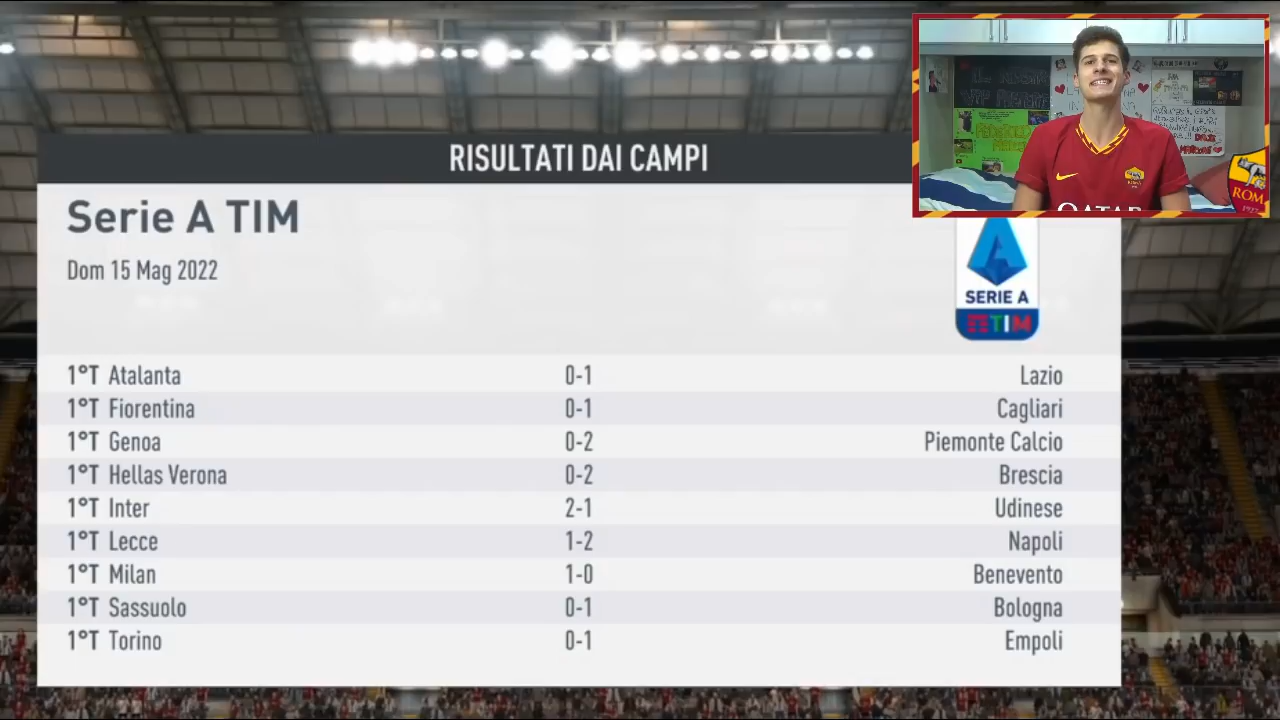 RISULTATI DAI CAMPI
Serie A TIM
Dom 15 Mag 2022
SERIE A
TIM
1°T Atalanta 0-1 Lazio
1°T Fiorentina 0-1 Cagliari
1°T Genoa 0-2 Piemonte Calcio
1°T Hellas Verona 0-2 Brescia
1°T Inter 2-1 Udinese
1°T Lecce 1-2 Napoli
1°T Milan 1-0 Benevento
1°T Sassuolo 0-1 Bologna
1°T Torino 0-1 Empoli
QATAR
ROM
1927